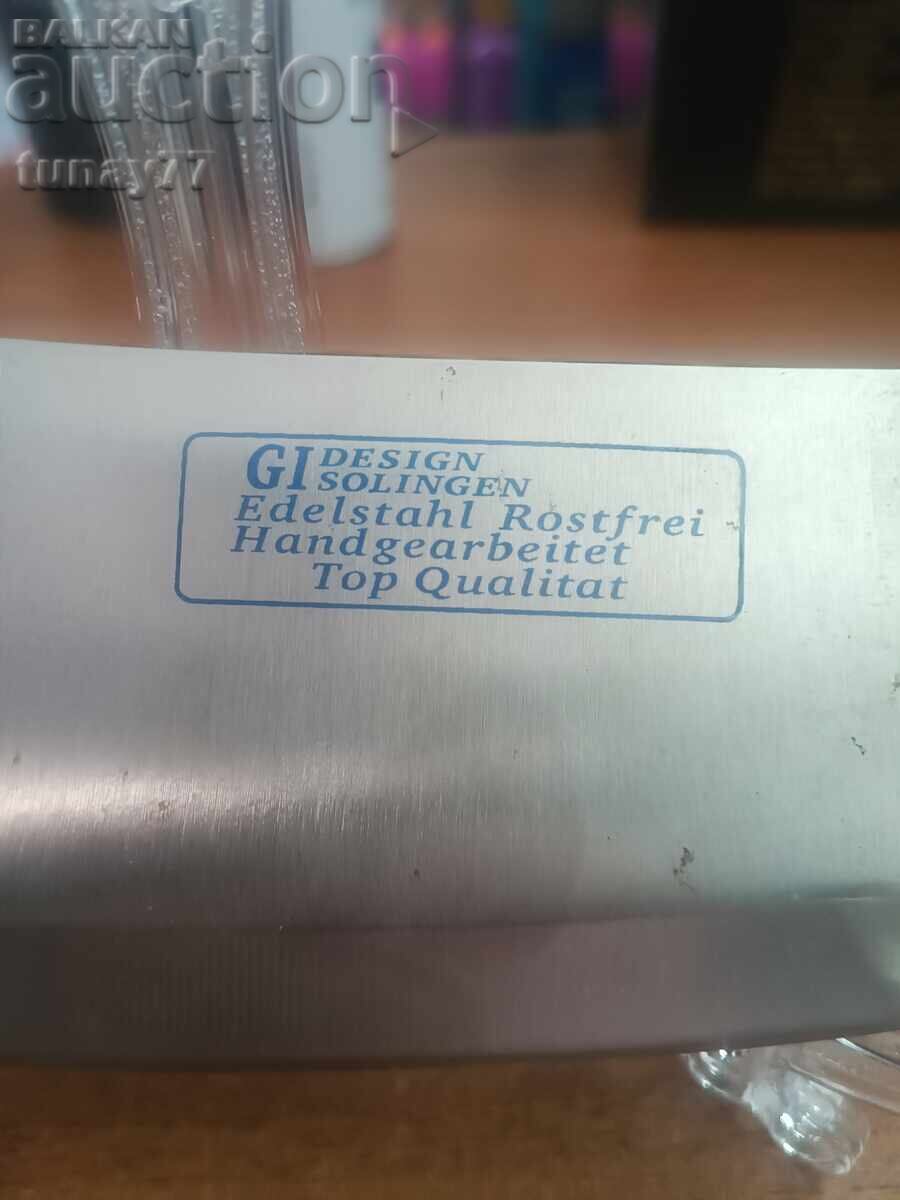 BALKAN
auction
tunay77
GI DESIGN
SOLINGEN
Edelstahl Rostfrei
Handgearbeitet
Top Qualitat